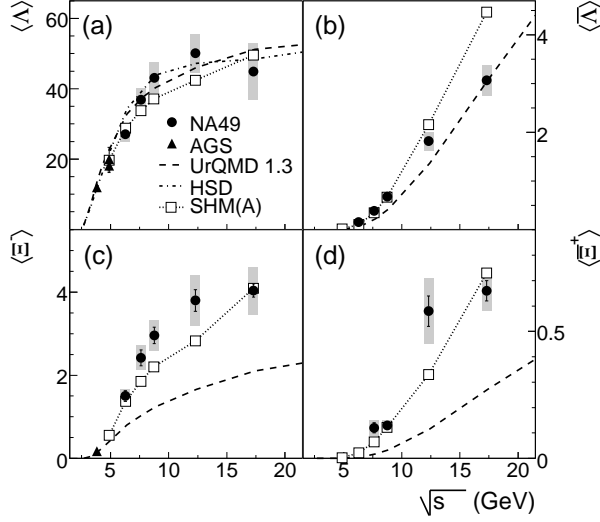 ⟨Λ⟩ (a) (b) ⟨Λ̅⟩
60
40
20
4
2
NA49
AGS
UrQMD 1.3
HSD
SHM(A)
⟨Ξ⁻⟩ (c) (d) ⟨Ξ̅⁺⟩
4
2
0
0.5
0
5 10 15 20 5 10 15 20
√s (GeV)